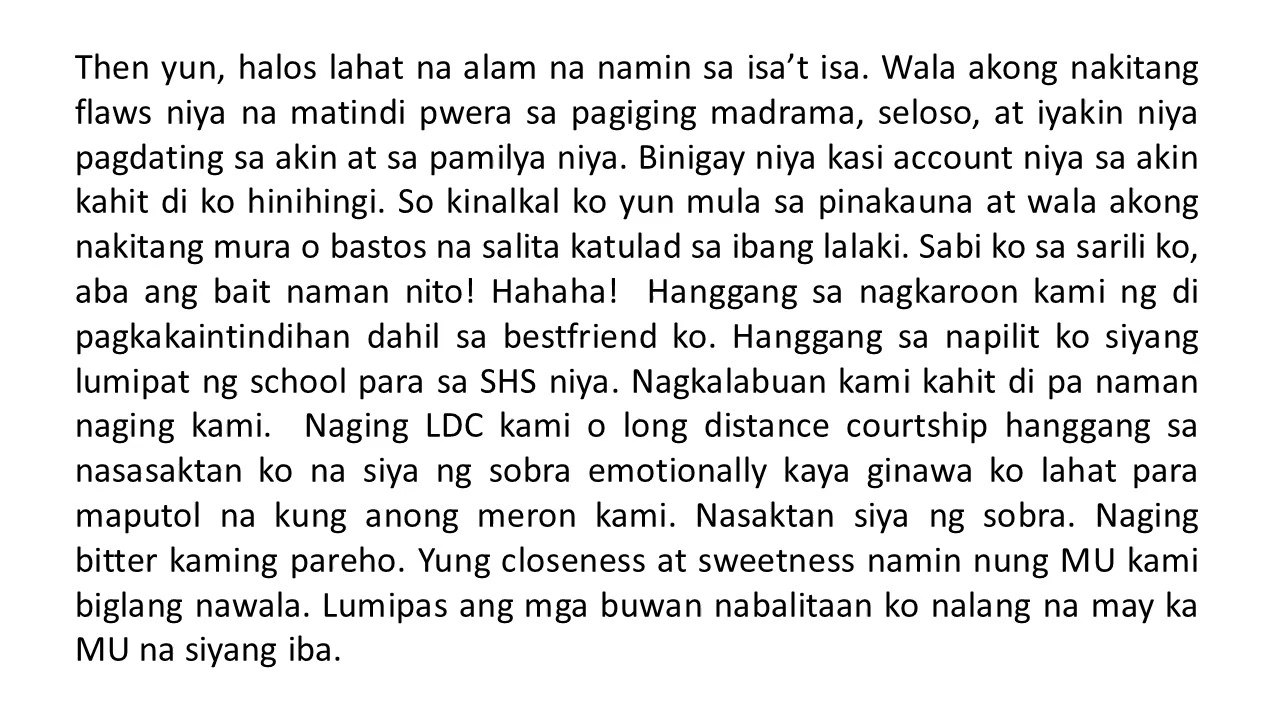 Then yun, halos lahat na alam na namin sa isa’t isa. Wala akong nakitang
flaws niya na matindi pwera sa pagiging madrama, seloso, at iyakin niya
pagdating sa akin at sa pamilya niya. Binigay niya kasi account niya sa akin
kahit di ko hinihingi. So kinalkal ko yun mula sa pinakauna at wala akong
nakitang mura o bastos na salita katulad sa ibang lalaki. Sabi ko sa sarili ko,
aba ang bait naman nito! Hahaha!  Hanggang sa nagkaroon kami ng di
pagkakaintindihan dahil sa bestfriend ko. Hanggang sa napilit ko siyang
lumipat ng school para sa SHS niya. Nagkalabuan kami kahit di pa naman
naging kami.  Naging LDC kami o long distance courtship hanggang sa
nasasaktan ko na siya ng sobra emotionally kaya ginawa ko lahat para
maputol na kung anong meron kami. Nasaktan siya ng sobra. Naging
bitter kaming pareho. Yung closeness at sweetness namin nung MU kami
biglang nawala. Lumipas ang mga buwan nabalitaan ko nalang na may ka
MU na siyang iba.